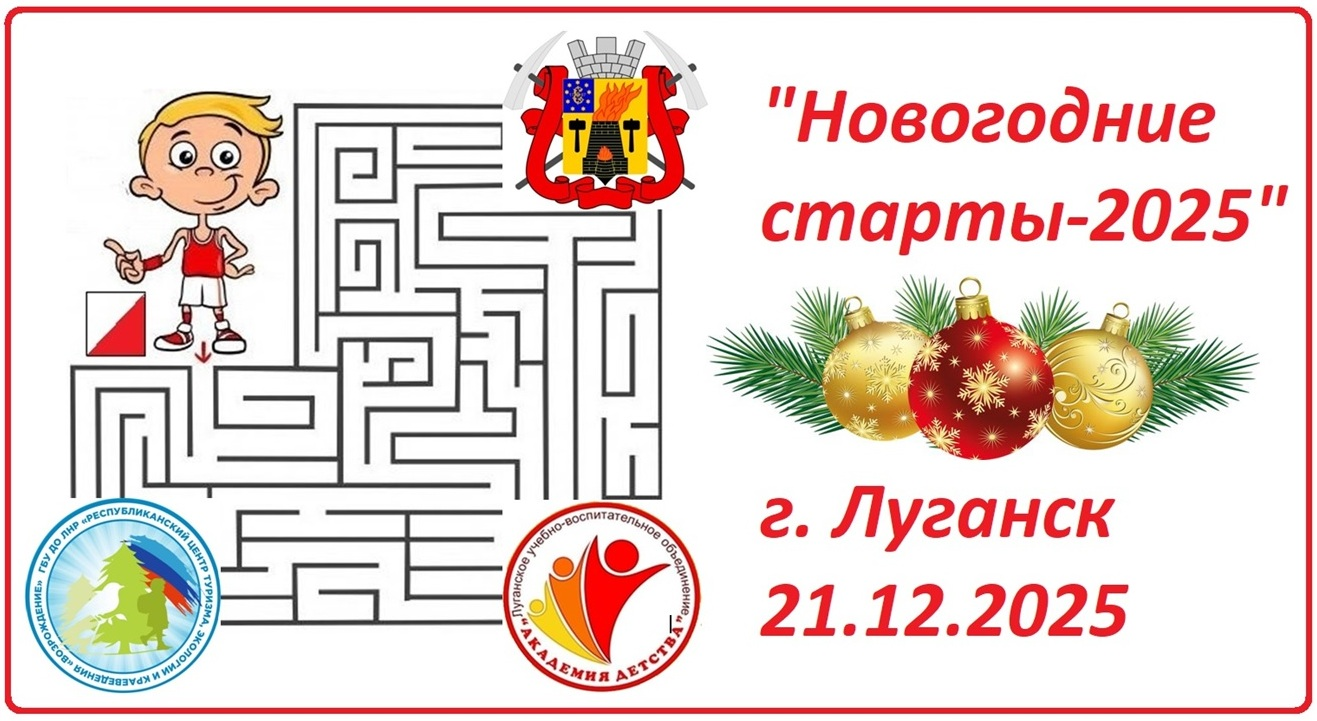 "Новогодние
старты-2025"
г. Луганск
21.12.2025
ГБУ ДО ЛНР «РЕСПУБЛИКАНСКИЙ ЦЕНТР ТУРИЗМА, ЭКОЛОГИИ И КРАЕВЕДЕНИЯ «ВОЗРОЖДЕНИЕ»
Луганское учебно-воспитательное объединение
"АКАДЕМИЯ ДЕТСТВА"